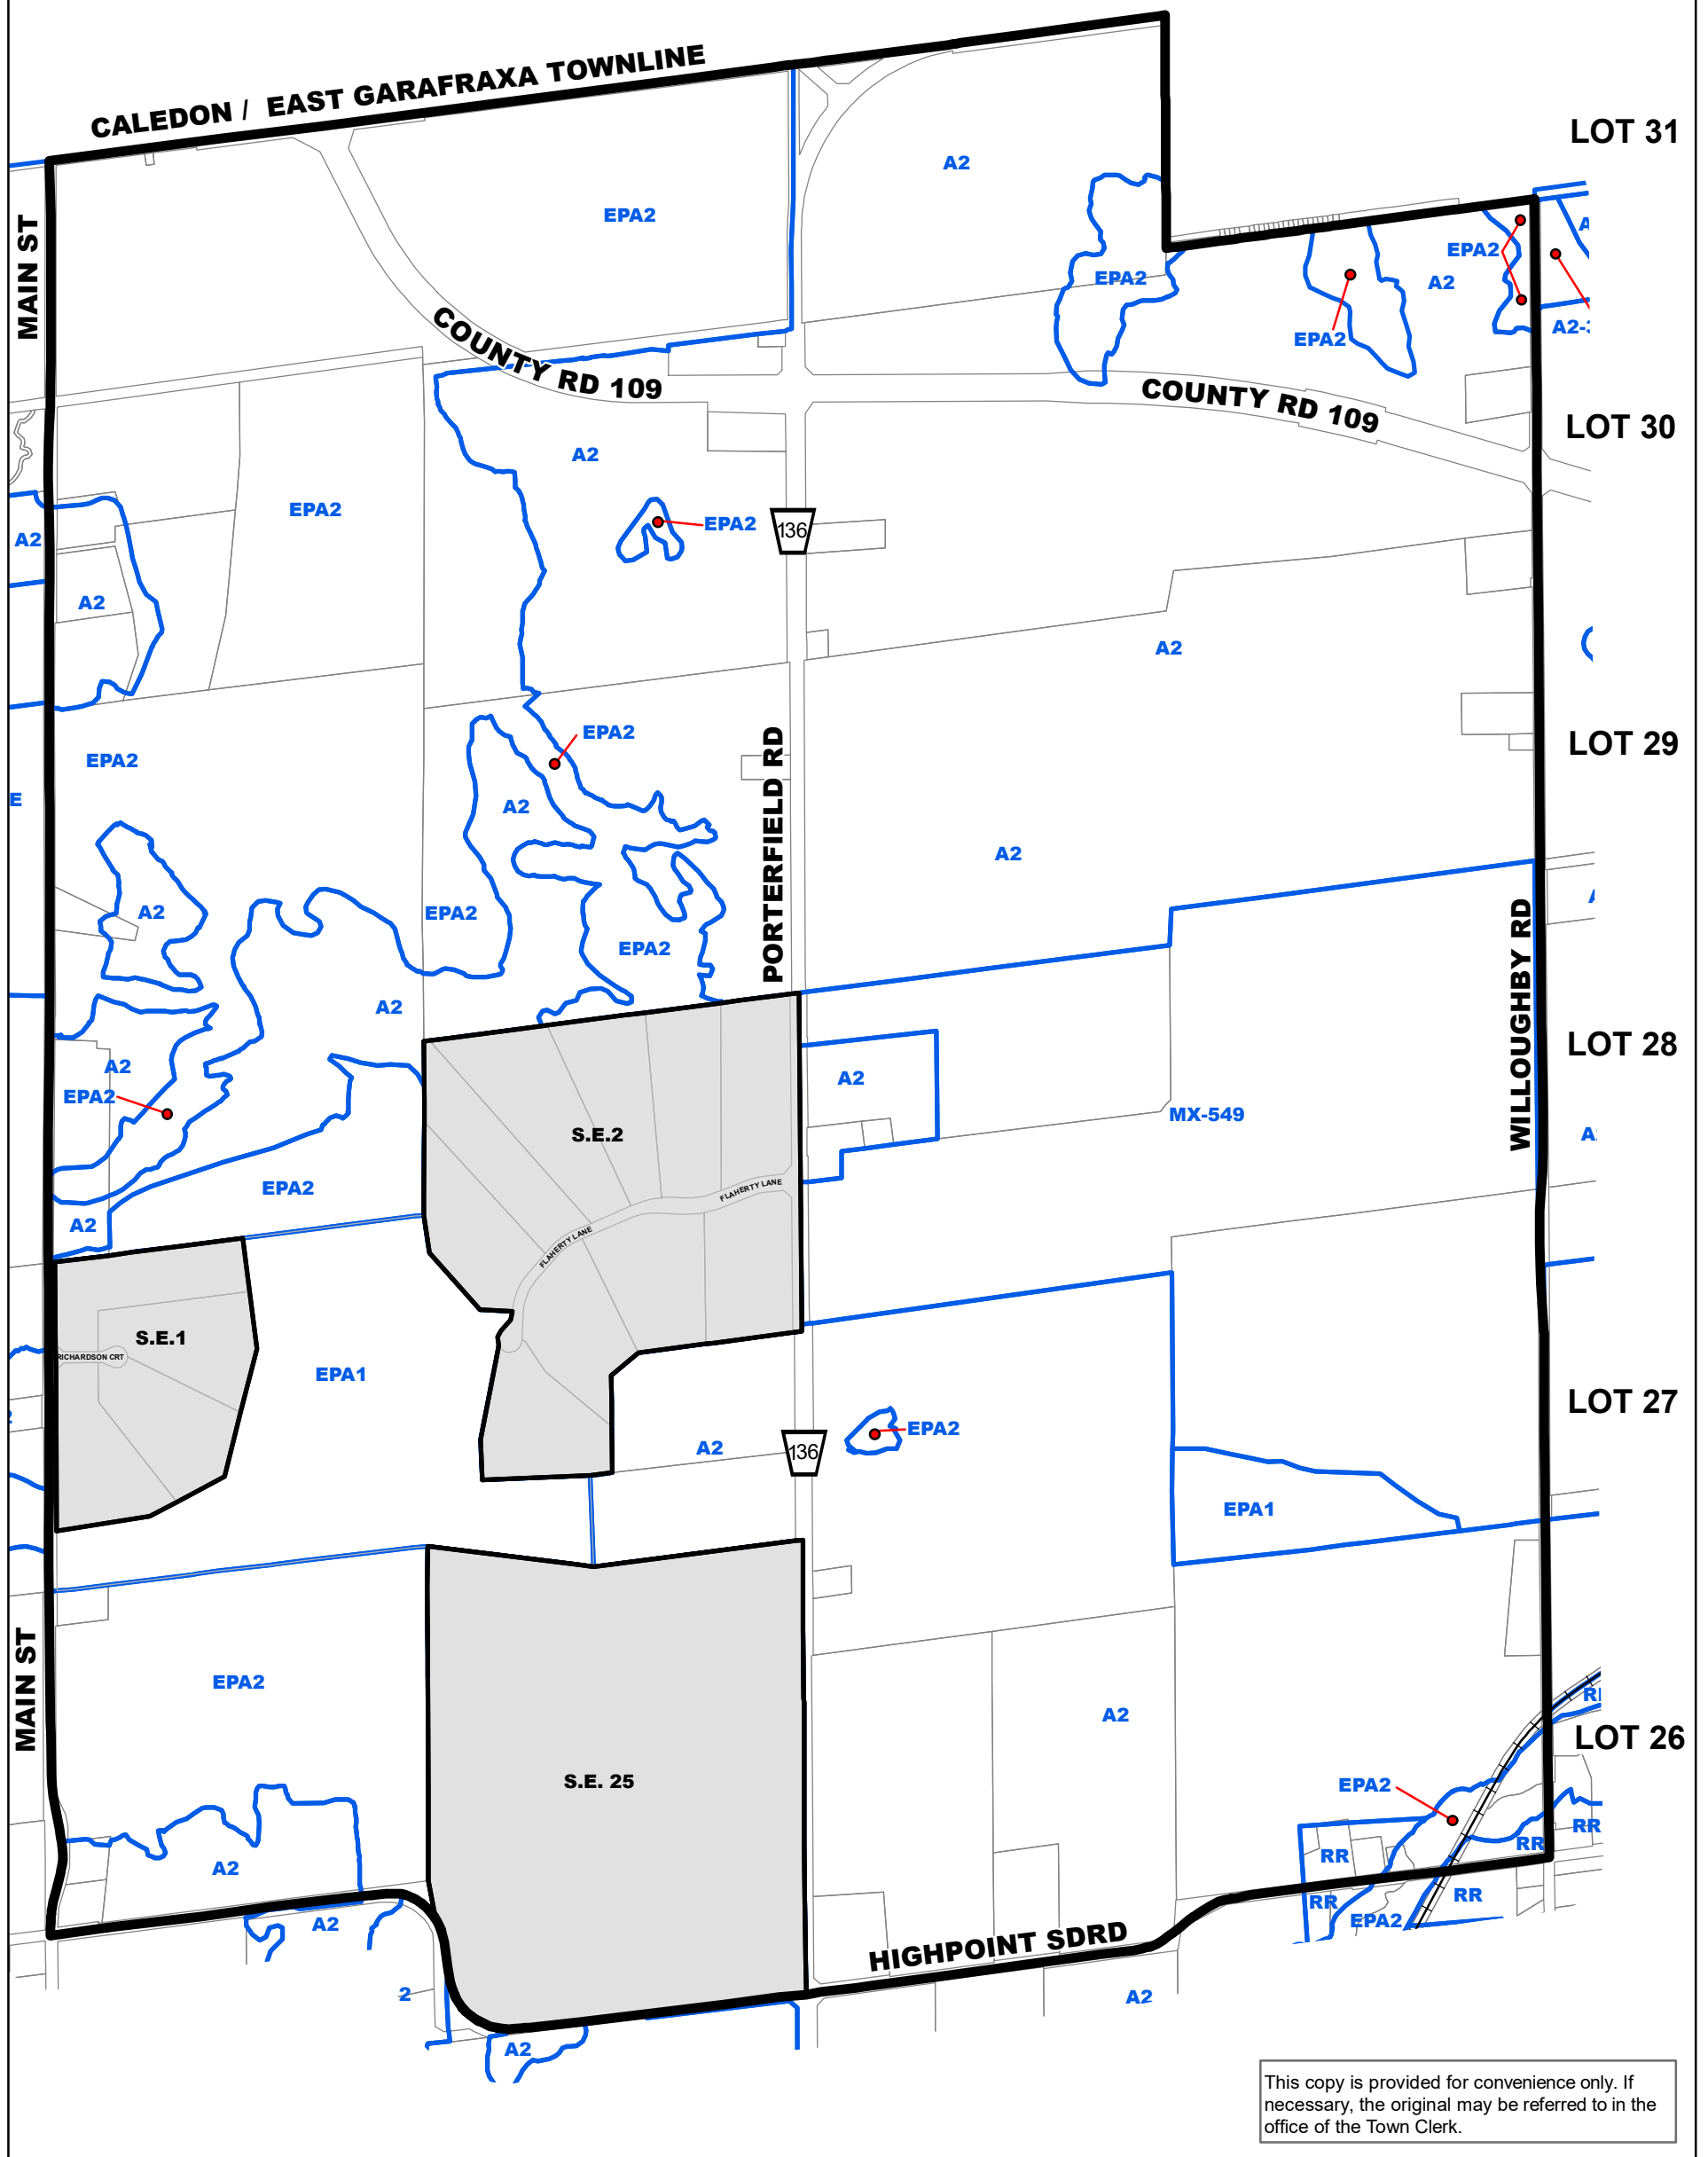 CALEDON / EAST GARAFRAXA TOWNLINE
LOT 31
A2
EPA2
MAIN ST
EPA2
EPA2
A2
EPA2
A2-
COUNTY RD 109
COUNTY RD 109
LOT 30
A2
EPA2
EPA2
136
A2
A2
A2
EPA2
LOT 29
EPA2
PORTERFIELD RD
A2
A2
A2
EPA2
EPA2
WILLOUGHBY RD
A2
LOT 28
A2
EPA2
A2
MX-549
S.E.2
EPA2
FLAHERTY LANE
A2
FLAHERTY LANE
S.E.1
RICHARDSON CRT
EPA1
LOT 27
EPA2
A2
136
EPA1
MAIN ST
EPA2
A2
LOT 26
S.E. 25
EPA2
RR
RR
RR
A2
RR
RR
EPA2
A2
HIGHPOINT SDRD
2
A2
A2
This copy is provided for convenience only. If
necessary, the original may be referred to in the
office of the Town Clerk.